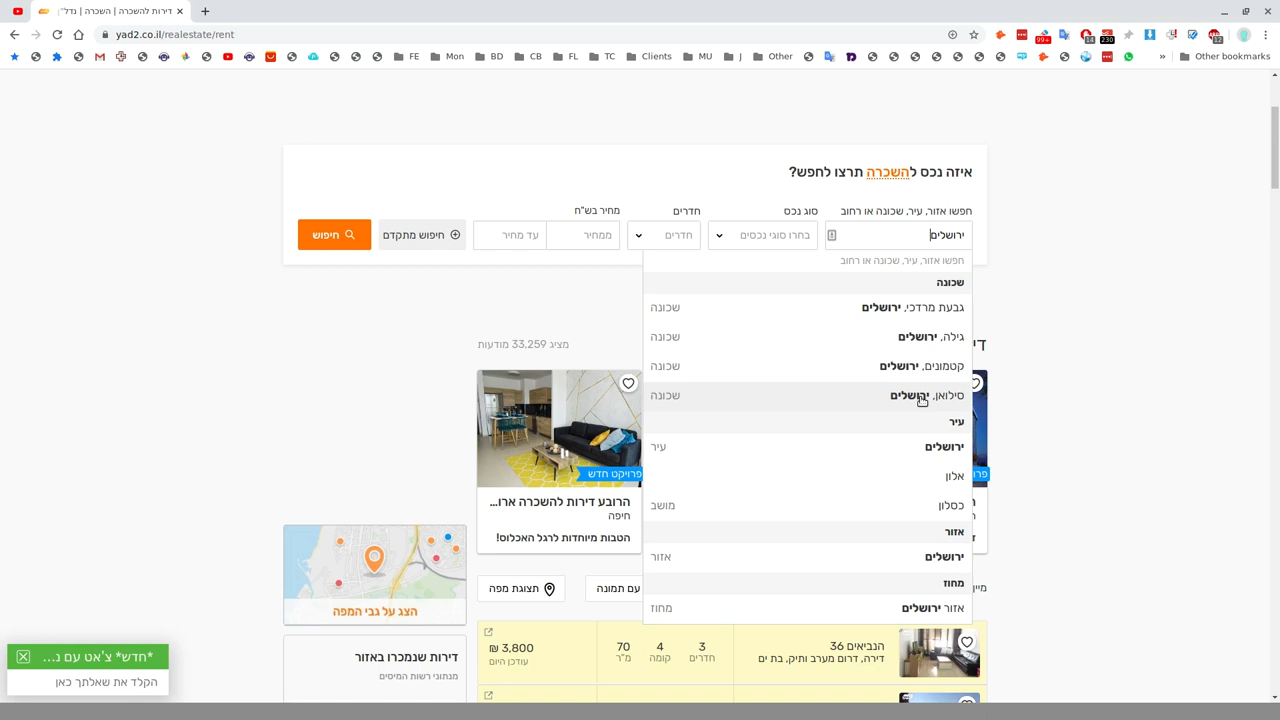 דירות להשכרה | השכרה | נדל"ן
yad2.co.il/realestate/rent
99+
14
230
12
FE
Mon
BD
CB
FL
TC
Clients
MU
J
Other
»
Other bookmarks
איזה נכס להשכרה תרצו לחפש?
חפשו אזור, עיר, שכונה או רחוב
סוג נכס
חדרים
מחיר בש"ח
ירושלים
בחרו סוגי נכסים
חדרים
ממחיר
עד מחיר
חיפוש מתקדם
חיפוש
חפשו אזור, עיר, שכונה או רחוב
שכונה
גבעת מרדכי, ירושלים שכונה
גילה, ירושלים שכונה
קטמונים, ירושלים שכונה
סילואן, ירושלים שכונה
עיר
ירושלים עיר
אלון
כסלון מושב
אזור
ירושלים אזור
מחוז
אזור ירושלים מחוז
מציג 33,259 מודעות
פרויקט חדש
הרובע דירות להשכרה ארו...
חיפה
הטבות מיוחדות לרגל האכלוס!
עם תמונה
תצוגת מפה
הצג על גבי המפה
הנביאים 36
דירה, דרום מערב ותיק, בת ים
3
חדרים
4
קומה
70
מ"ר
3,800 ₪
עודכן היום
דירות שנמכרו באזור
מנתוני רשות המיסים
*חדש* צ'אט עם נ...
הקלד את שאלתך כאן